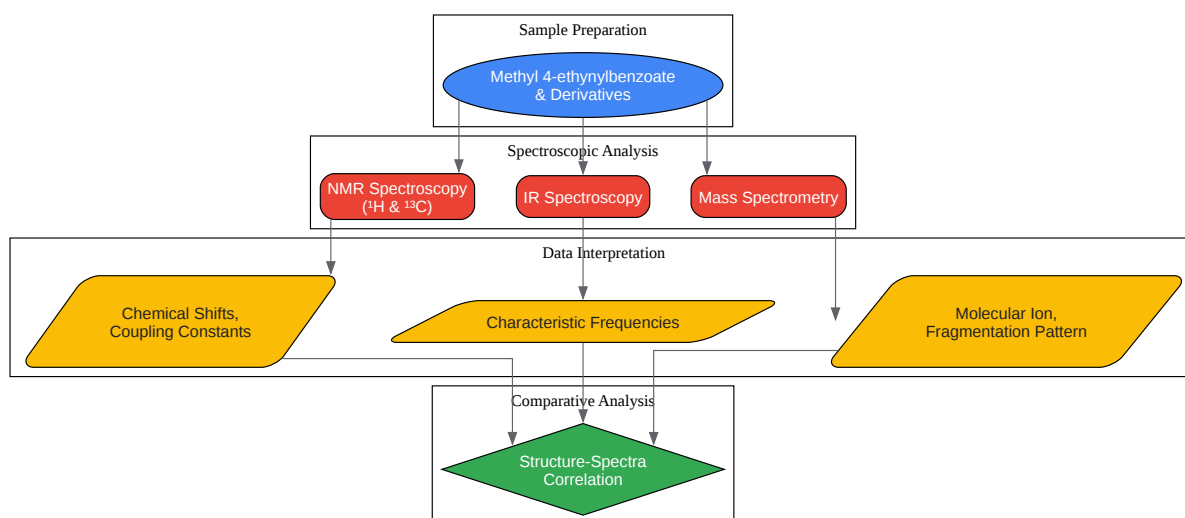 Sample Preparation
Methyl 4-ethynylbenzoate
& Derivatives
Spectroscopic Analysis
NMR Spectroscopy
(¹H & ¹³C)
IR Spectroscopy
Mass Spectrometry
Data Interpretation
Chemical Shifts,
Coupling Constants
Characteristic Frequencies
Molecular Ion,
Fragmentation Pattern
Comparative Analysis
Structure-Spectra
Correlation